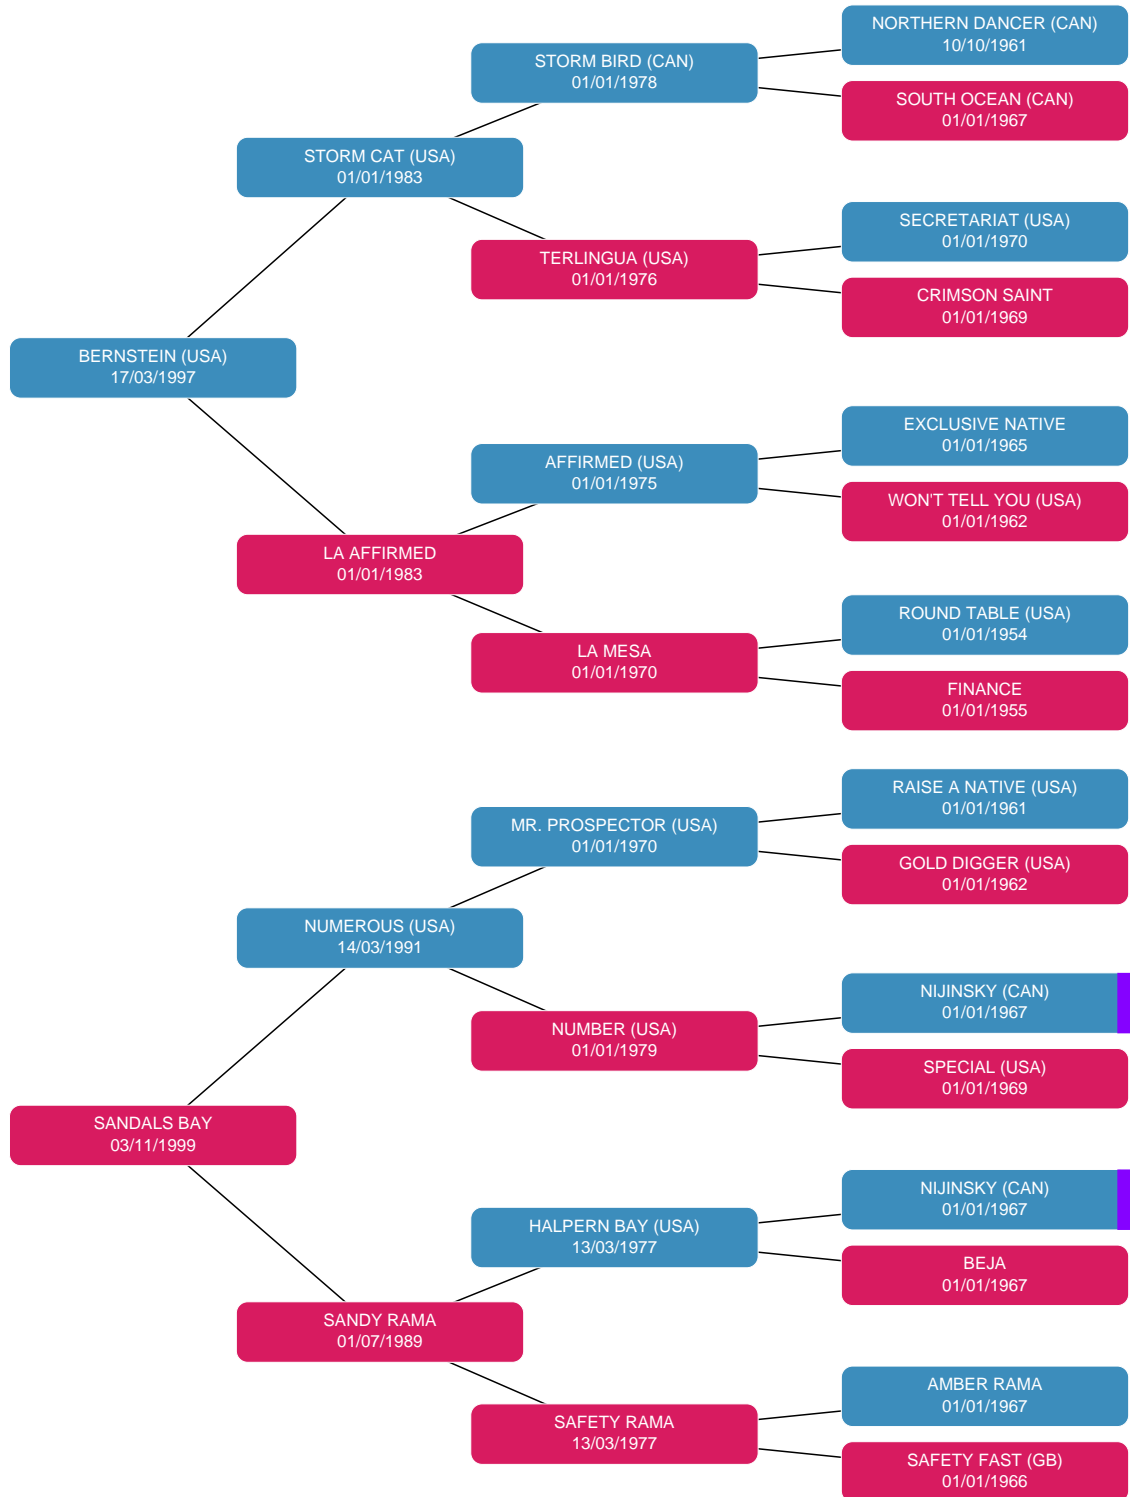 NORTHERN DANCER (CAN)
10/10/1961
STORM BIRD (CAN)
01/01/1978
SOUTH OCEAN (CAN)
01/01/1967
STORM CAT (USA)
01/01/1983
SECRETARIAT (USA)
01/01/1970
TERLINGUA (USA)
01/01/1976
CRIMSON SAINT
01/01/1969
BERNSTEIN (USA)
17/03/1997
EXCLUSIVE NATIVE
01/01/1965
AFFIRMED (USA)
01/01/1975
WON'T TELL YOU (USA)
01/01/1962
LA AFFIRMED
01/01/1983
ROUND TABLE (USA)
01/01/1954
LA MESA
01/01/1970
FINANCE
01/01/1955
RAISE A NATIVE (USA)
01/01/1961
MR. PROSPECTOR (USA)
01/01/1970
GOLD DIGGER (USA)
01/01/1962
NUMEROUS (USA)
14/03/1991
NIJINSKY (CAN)
01/01/1967
NUMBER (USA)
01/01/1979
SPECIAL (USA)
01/01/1969
SANDALS BAY
03/11/1999
NIJINSKY (CAN)
01/01/1967
HALPERN BAY (USA)
13/03/1977
BEJA
01/01/1967
SANDY RAMA
01/07/1989
AMBER RAMA
01/01/1967
SAFETY RAMA
13/03/1977
SAFETY FAST (GB)
01/01/1966